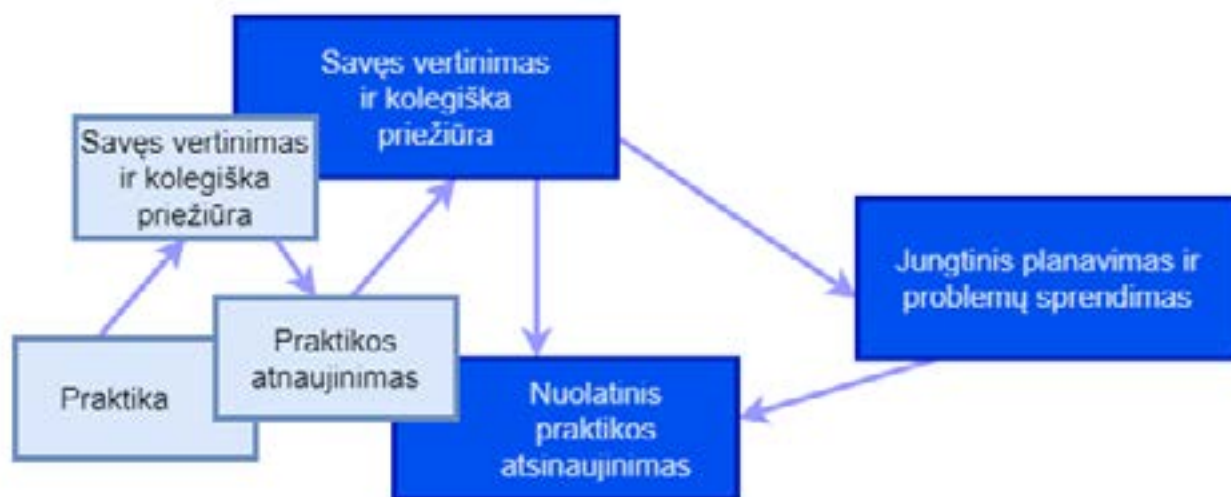 Savęs vertinimas
ir kolegiška
priežiūra
Savęs vertinimas
ir kolegiška
priežiūra
Jungtinis planavimas ir
problemų sprendimas
Praktikos
atnaujinimas
Praktika
Nuolatinis
praktikos
atsinaujinimas